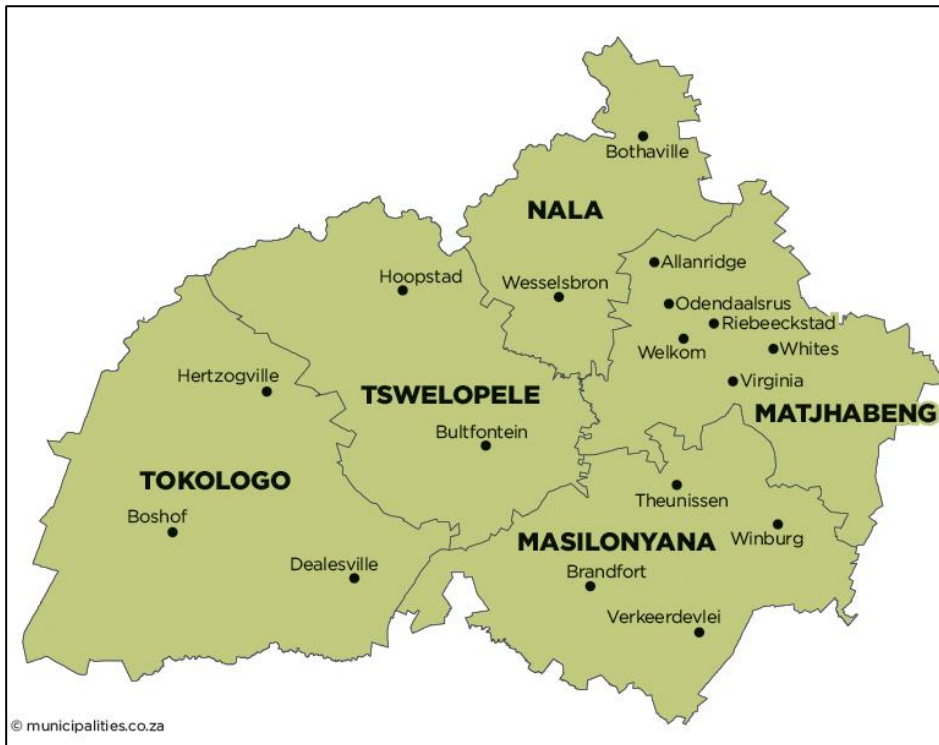 Bothaville
NALA
Allanridge
Hoopstad
Wesselsbron
Odendaalsrus
Riebeeckstad
Welkom
Whites
Hertzogville
Virginia
TSWELOPELE
MATJHABENG
Bultfontein
TOKOLOGO
Theunissen
Boshof
Winburg
MASILONYANA
Dealesville
Brandfort
Verkeerdevlei
© municipalities.co.za